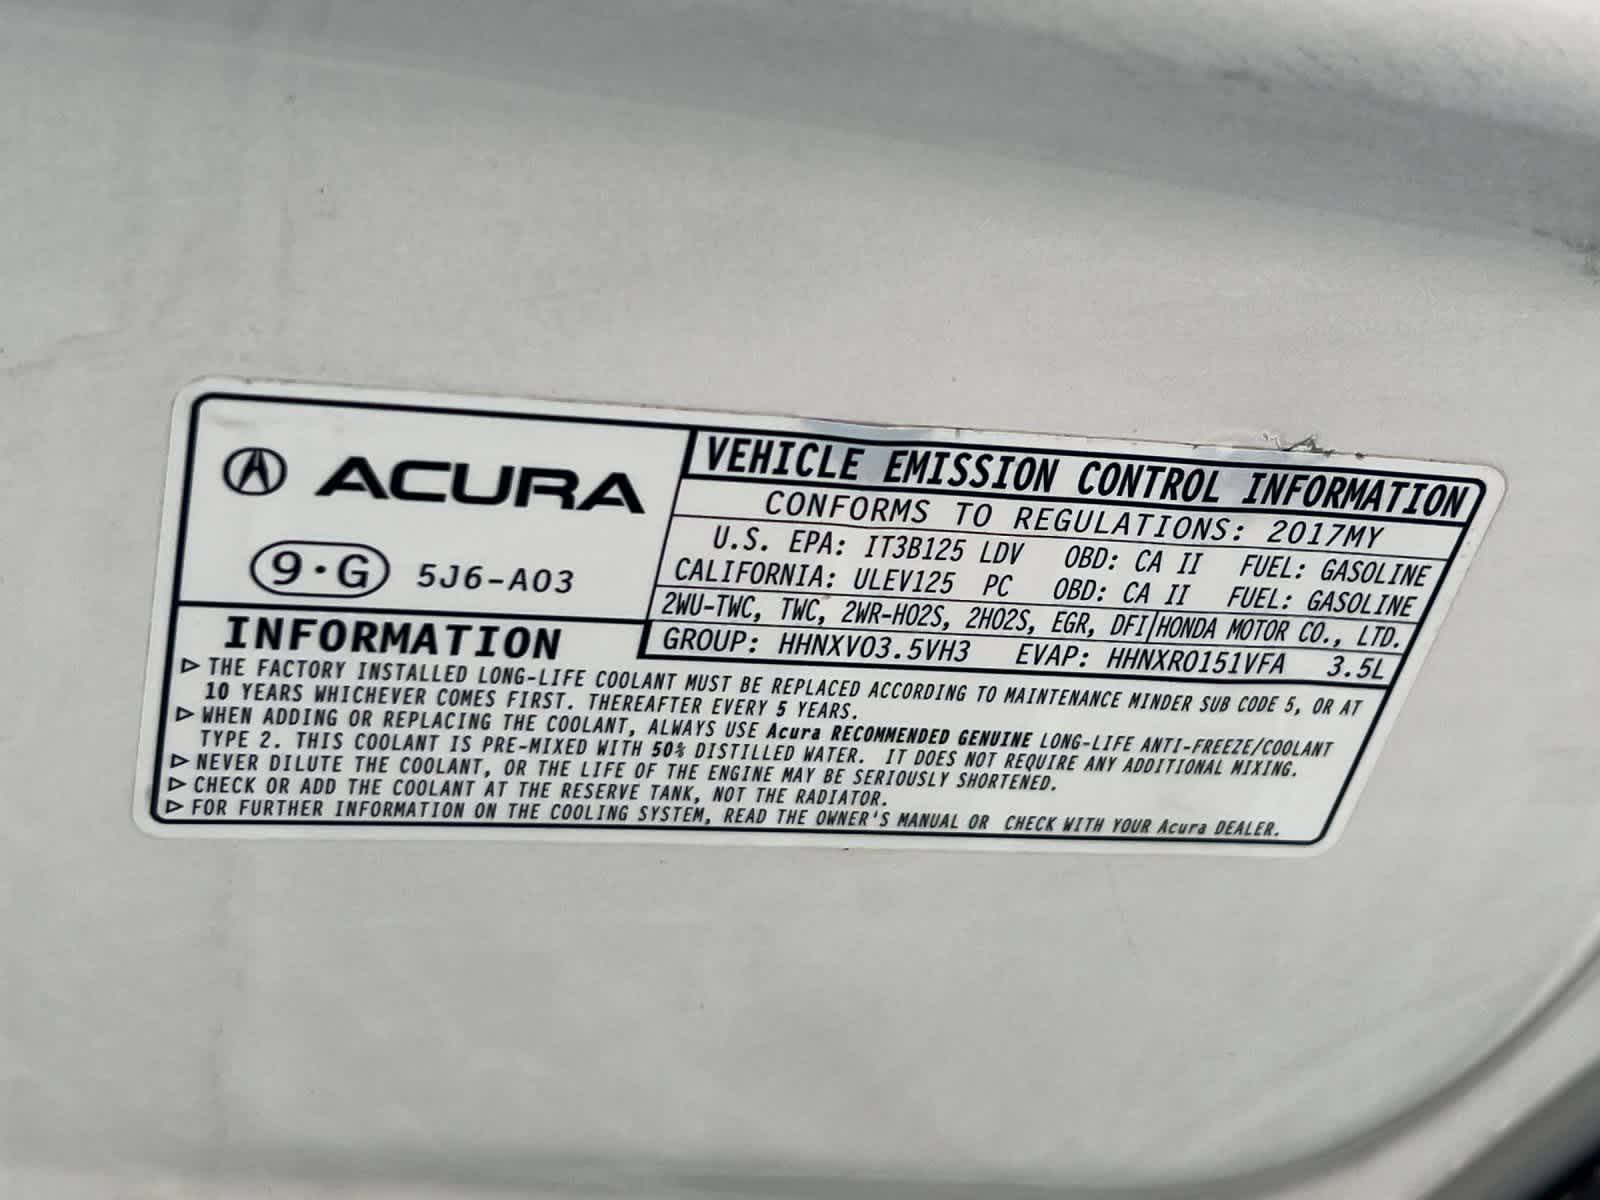 ACURA
9·G 5J6-A03
VEHICLE EMISSION CONTROL INFORMATION
CONFORMS TO REGULATIONS: 2017MY
U.S. EPA: IT3B125 LDV OBD: CA II FUEL: GASOLINE
CALIFORNIA: ULEV125 PC OBD: CA II FUEL: GASOLINE
2WU-TWC, TWC, 2WR-HO2S, 2HO2S, EGR, DFI/HONDA MOTOR CO., LTD.
GROUP: HHNXV03.5VH3 EVAP: HHNXR0151VFA 3.5L
INFORMATION
▷ THE FACTORY INSTALLED LONG-LIFE COOLANT MUST BE REPLACED ACCORDING TO MAINTENANCE MINDER SUB CODE 5, OR AT
10 YEARS WHICHEVER COMES FIRST. THEREAFTER EVERY 5 YEARS.
▷ WHEN ADDING OR REPLACING THE COOLANT, ALWAYS USE Acura RECOMMENDED GENUINE LONG-LIFE ANTI-FREEZE/COOLANT
TYPE 2. THIS COOLANT IS PRE-MIXED WITH 50% DISTILLED WATER. IT DOES NOT REQUIRE ANY ADDITIONAL MIXING.
▷ NEVER DILUTE THE COOLANT, OR THE LIFE OF THE ENGINE MAY BE SERIOUSLY SHORTENED.
▷ CHECK OR ADD THE COOLANT AT THE RESERVE TANK, NOT THE RADIATOR.
▷ FOR FURTHER INFORMATION ON THE COOLING SYSTEM, READ THE OWNER'S MANUAL OR CHECK WITH YOUR Acura DEALER.